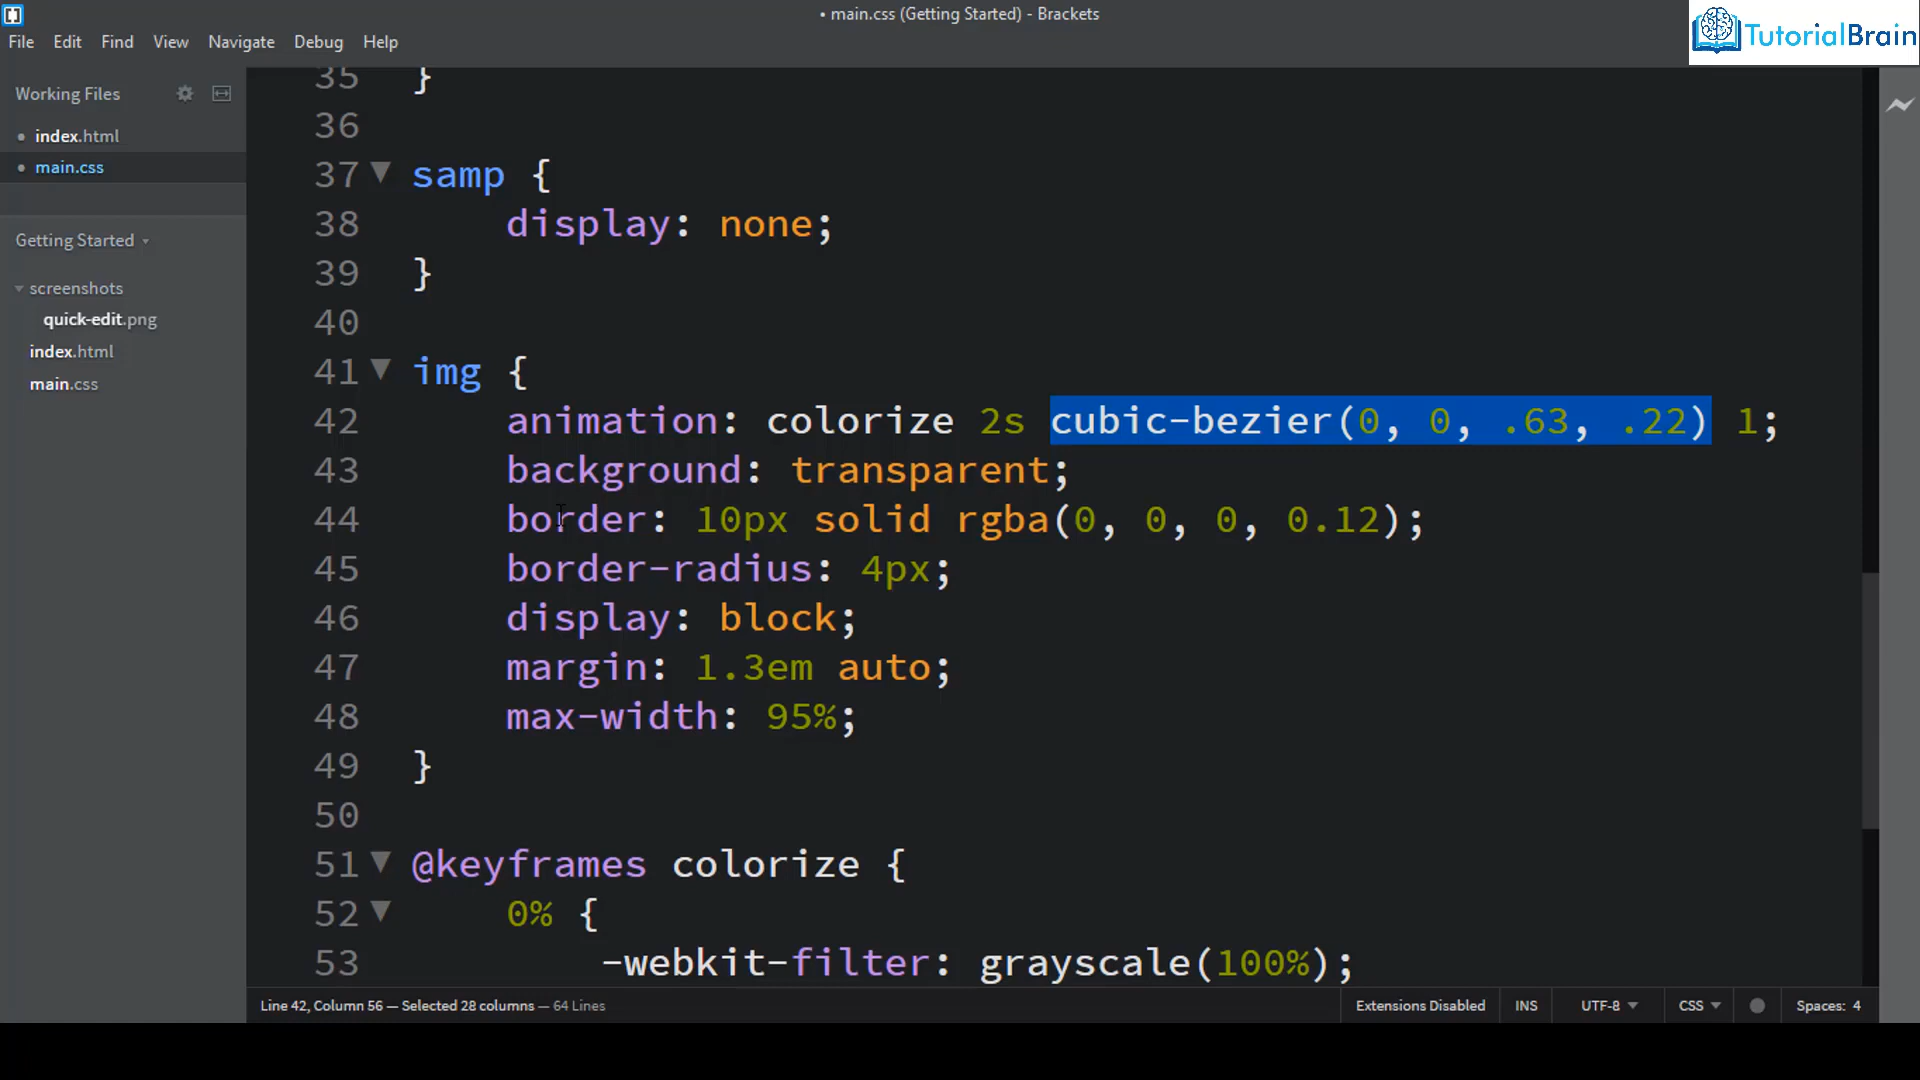 • main.css (Getting Started) - Brackets
TutorialBrain
File Edit Find View Navigate Debug Help
Working Files
index.html
main.css
Getting Started
screenshots
quick-edit.png
index.html
main.css
35 }
36
37 samp {
38 display: none;
39 }
40
41 img {
42 animation: colorize 2s cubic-bezier(0, 0, .63, .22) 1;
43 background: transparent;
44 border: 10px solid rgba(0, 0, 0, 0.12);
45 border-radius: 4px;
46 display: block;
47 margin: 1.3em auto;
48 max-width: 95%;
49 }
50
51 @keyframes colorize {
52 0% {
53 -webkit-filter: grayscale(100%);
Line 42, Column 56 — Selected 28 columns — 64 Lines Extensions Disabled INS UTF-8 CSS Spaces: 4